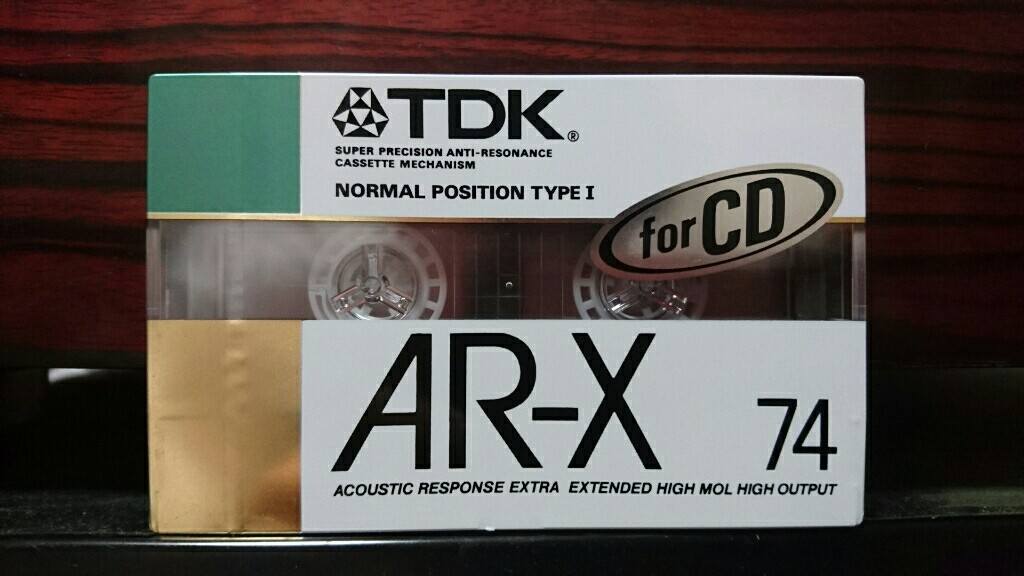 TDK®
SUPER PRECISION ANTI-RESONANCE
CASSETTE MECHANISM
NORMAL POSITION TYPE I
for CD
AR-X
74
ACOUSTIC RESPONSE EXTRA EXTENDED HIGH MOL HIGH OUTPUT